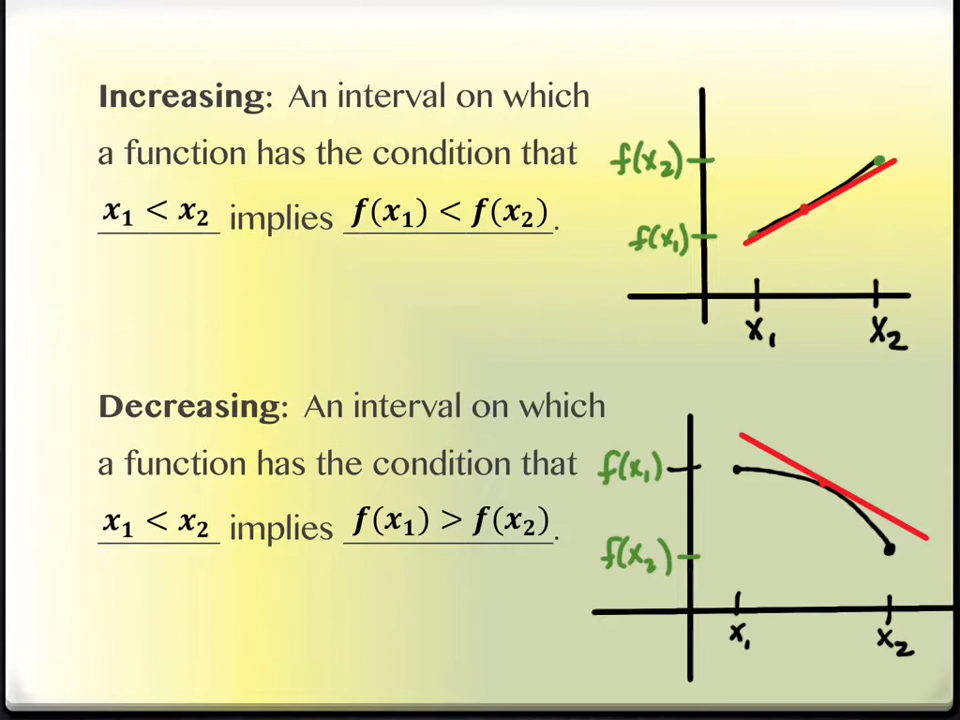 Increasing: An interval on which
a function has the condition that
x₁ < x₂ implies f(x₁) < f(x₂).
f(x₂)
f(x₁)
x₁ x₂
Decreasing: An interval on which
a function has the condition that
x₁ < x₂ implies f(x₁) > f(x₂).
f(x₁)
f(x₂)
x₁ x₂